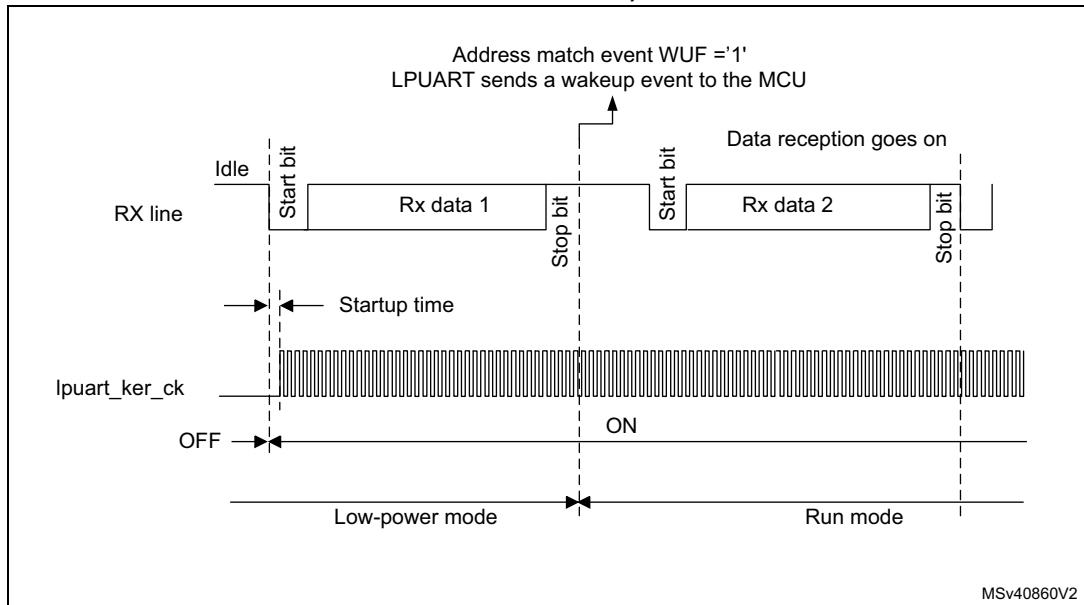 Address match event WUF ='1'
LPUART sends a wakeup event to the MCU
Data reception goes on
Idle
Start bit
Start bit
RX line
Rx data 1
Rx data 2
Stop bit
Stop bit
Startup time
lpuart_ker_ck
OFF
ON
Low-power mode
Run mode
MSv40860V2